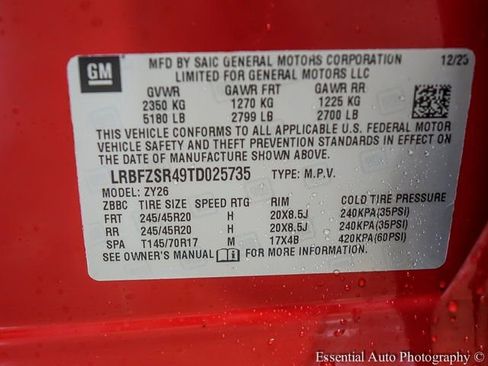 GM
MFD BY SAIC GENERAL MOTORS CORPORATION 12/25
LIMITED FOR GENERAL MOTORS LLC
GVWR GAWR FRT GAWR RR
2350 KG 1270 KG 1225 KG
5180 LB 2799 LB 2700 LB
THIS VEHICLE CONFORMS TO ALL APPLICABLE U.S. FEDERAL MOTOR
VEHICLE SAFETY AND THEFT PREVENTION STANDARDS IN EFFECT ON
THE DATE OF MANUFACTURE SHOWN ABOVE.
LRBFZSR49TD025735 TYPE: M.P.V.
MODEL: ZY26
ZBBC TIRE SIZE SPEED RTG RIM COLD TIRE PRESSURE
FRT 245/45R20 H 20X8.5J 240KPA(35PSI)
RR 245/45R20 H 20X8.5J 240KPA(35PSI)
SPA T145/70R17 M 17X4B 420KPA(60PSI)
SEE OWNER'S MANUAL FOR MORE INFORMATION.
Essential Auto Photography ©